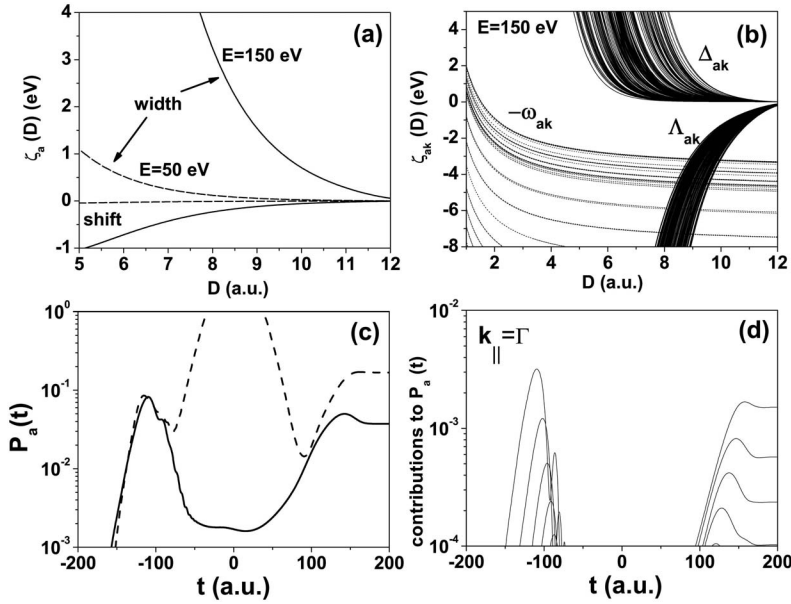 (a)
ζa (D) (eV)
4
3
2
1
0
-1
E=150 eV
width
E=50 eV
shift
5 6 7 8 9 10 11 12
D (a.u.)
(b)
ζak (D) (eV)
4
2
0
-2
-4
-6
-8
E=150 eV
Δak
−ωak
Λak
2 4 6 8 10 12
D (a.u.)
(c)
Pa(t)
10^0
10^-1
10^-2
10^-3
-200 -100 0 100 200
t (a.u.)
(d)
contributions to Pa(t)
10^-2
10^-3
10^-4
k||=Γ
-200 -100 0 100 200
t (a.u.)